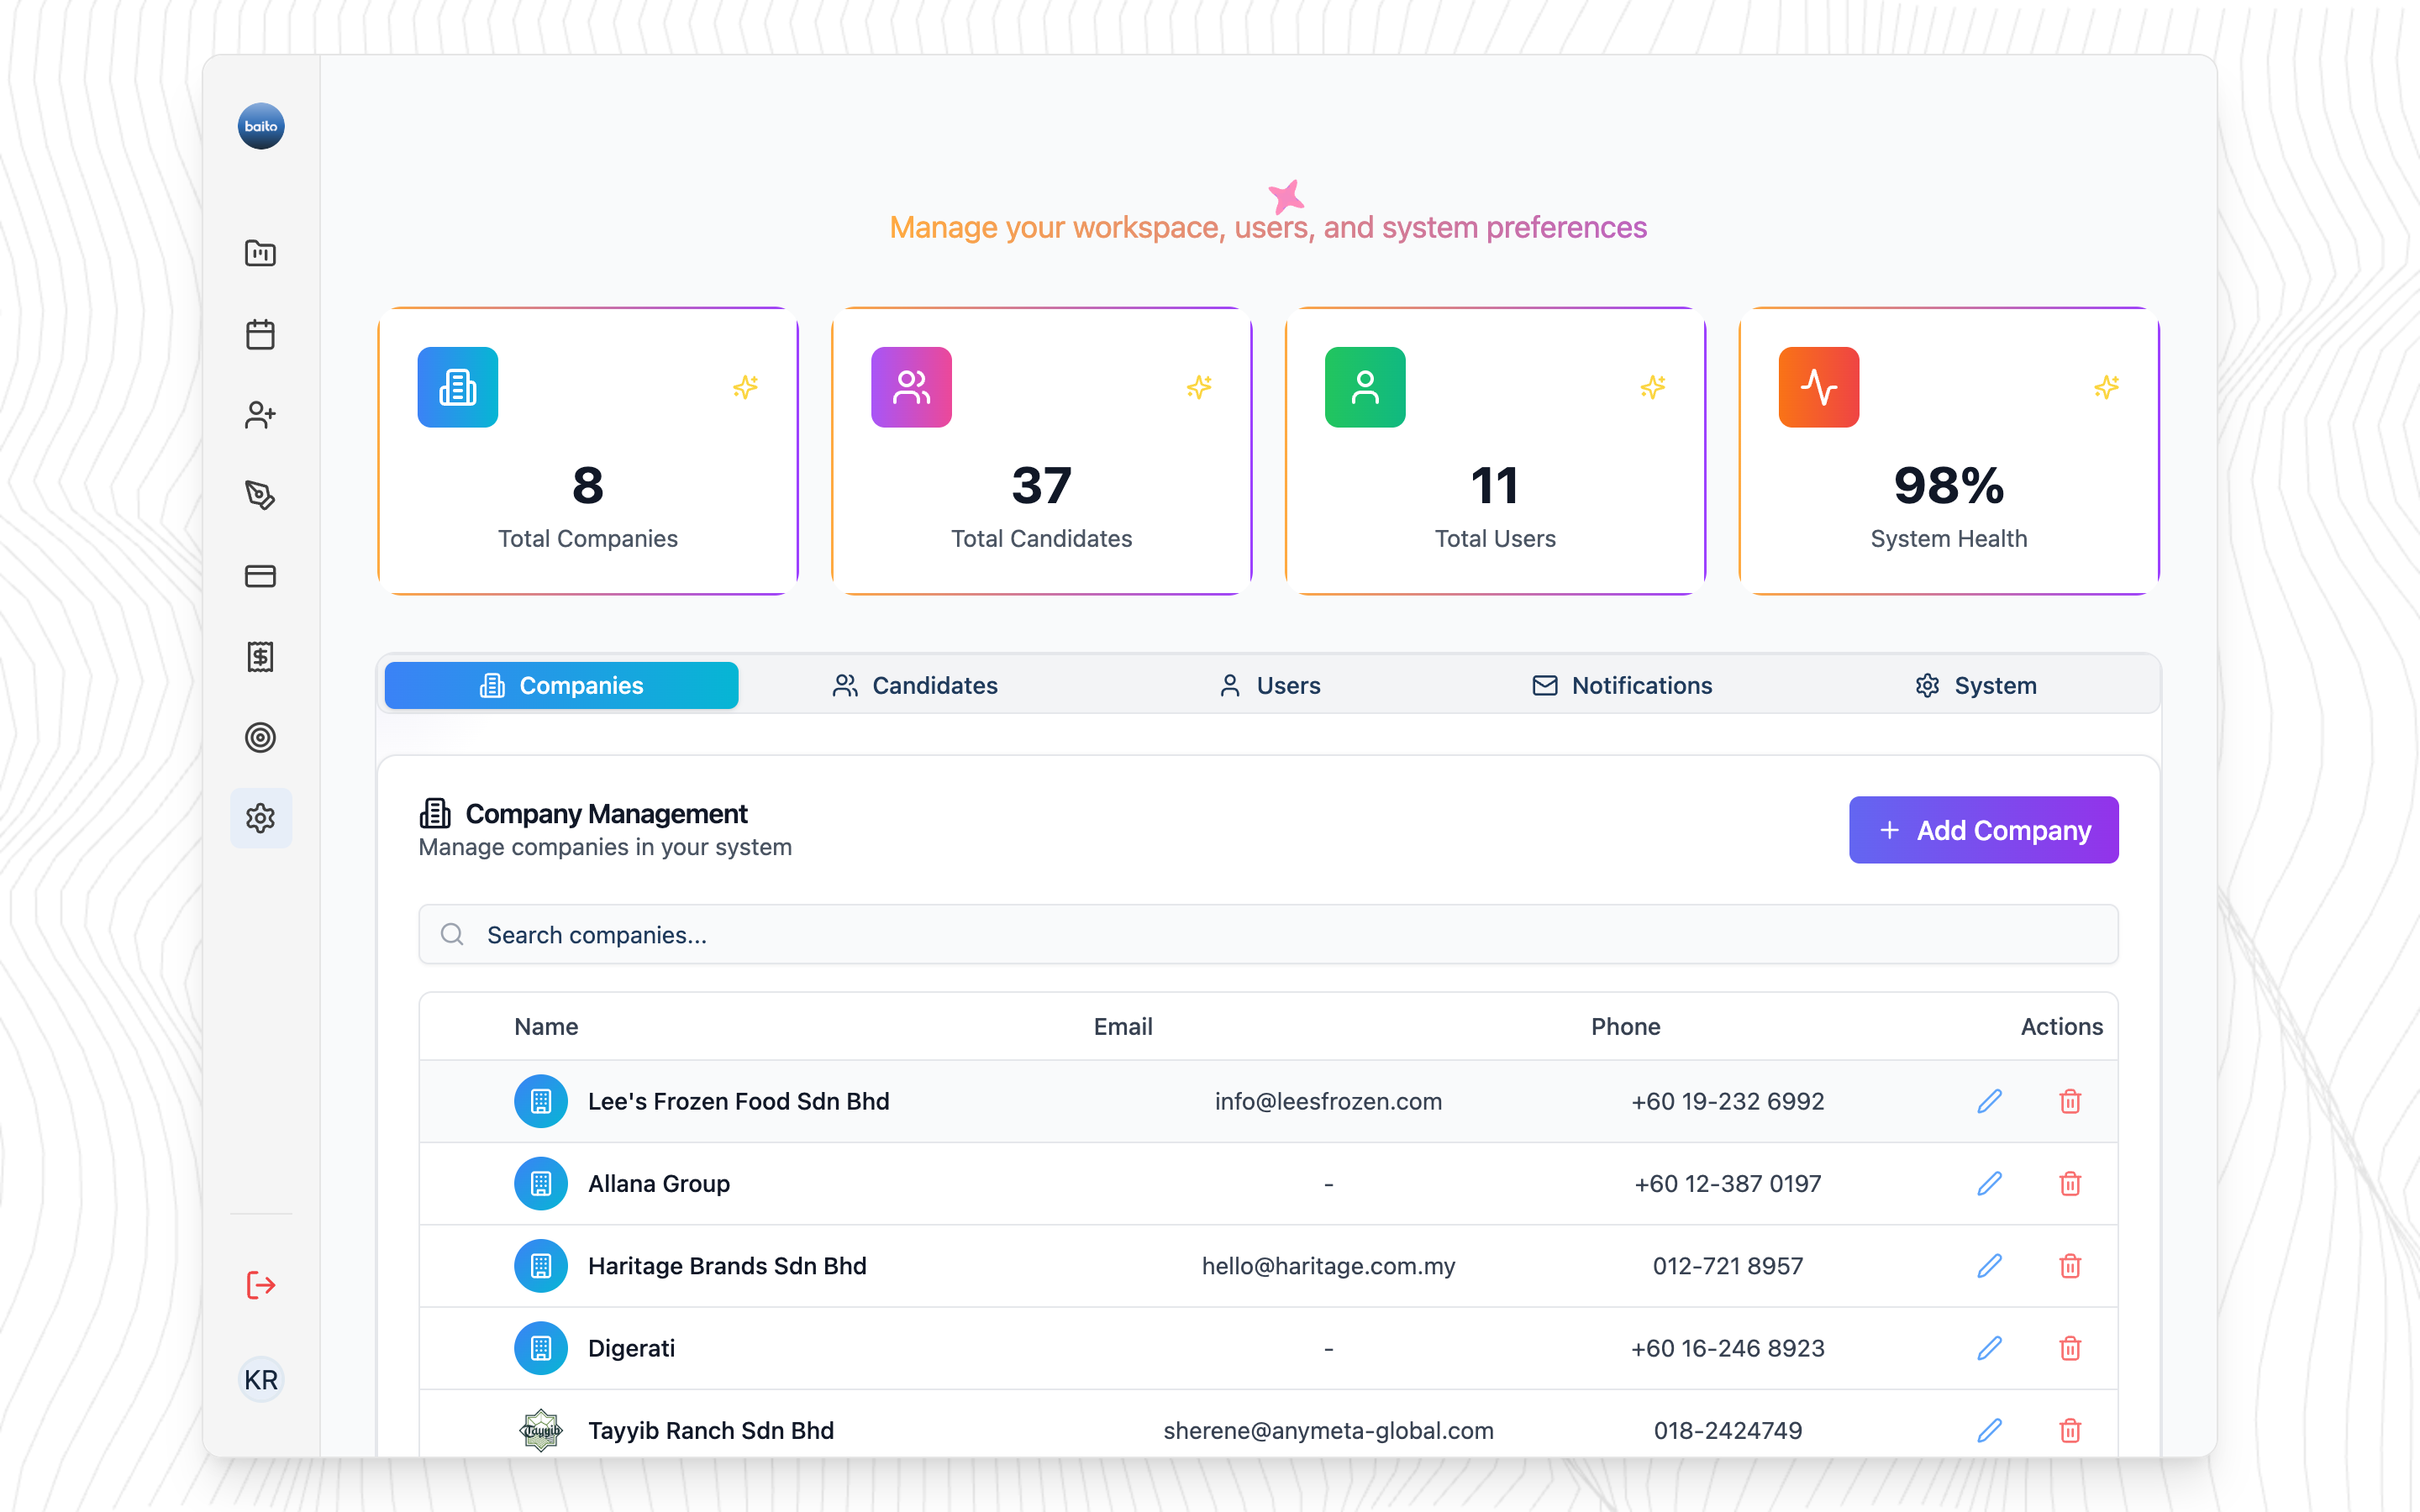 baito
Manage your workspace, users, and system preferences
8
Total Companies
37
Total Candidates
11
Total Users
98%
System Health
Companies
Candidates
Users
Notifications
System
Company Management
Manage companies in your system
+ Add Company
Search companies...
Name Email Phone Actions
Lee's Frozen Food Sdn Bhd info@leesfrozen.com +60 19-232 6992
Allana Group - +60 12-387 0197
Haritage Brands Sdn Bhd hello@haritage.com.my 012-721 8957
Digerati - +60 16-246 8923
Tayyib Tayyib Ranch Sdn Bhd sherene@anymeta-global.com 018-2424749
KR